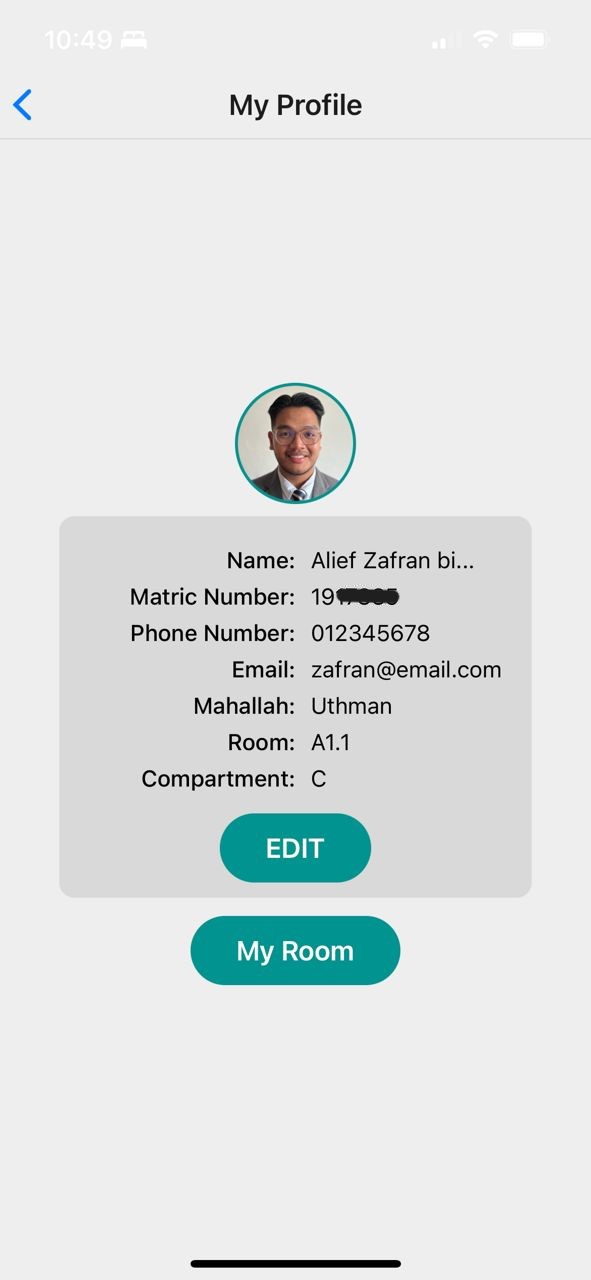 10:49
My Profile
Name: Alief Zafran bi...
Matric Number: 19
Phone Number: 012345678
Email: zafran@email.com
Mahallah: Uthman
Room: A1.1
Compartment: C
EDIT
My Room